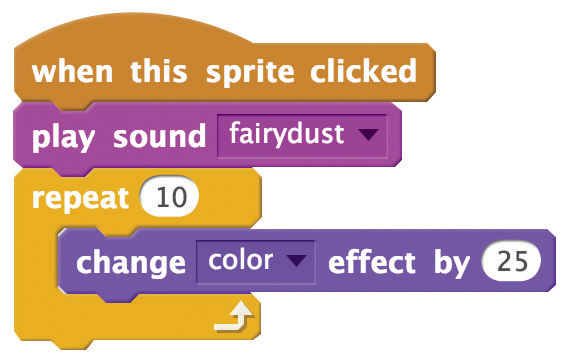 when this sprite clicked
play sound fairydust
repeat 10
change color effect by 25